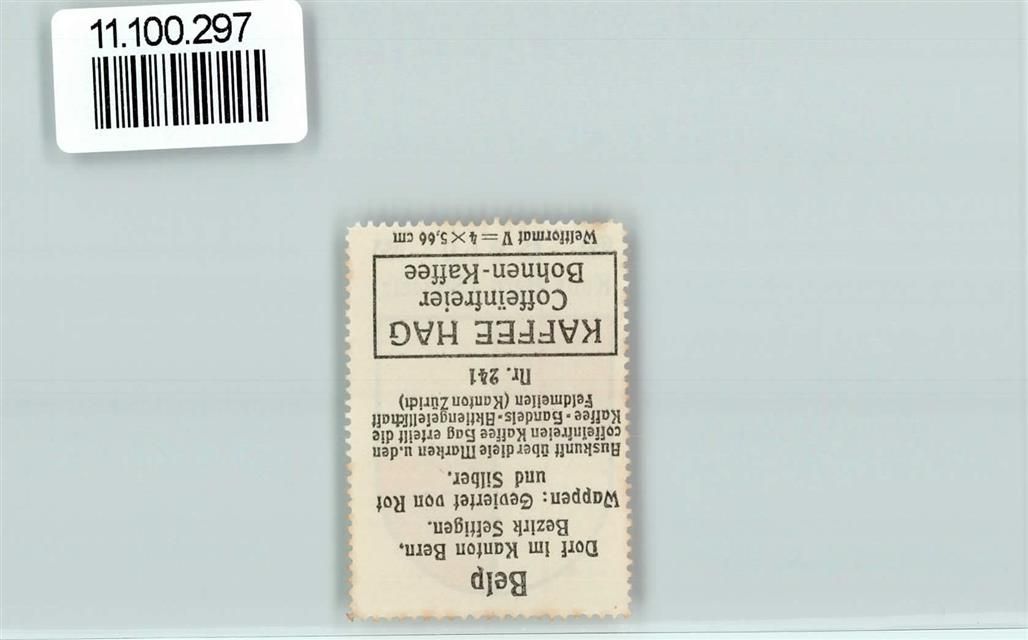 11.100.297
Belp
Dorf im Kanton Bern,
Bezirk Seftigen.
Wappen: Geviertet von Rot
und Silber.
Auskunft über diese Marken u. den
coffeinfreien Kaffee Hag erteilt die
Kaffee-Handels-Aktiengesellschaft
Feldmeilen (Kanton Zürich)
Nr. 241
KAFFEE HAG
Coffeïnfreier
Bohnen-Kaffee
Weltformat V = 4 × 5,66 cm